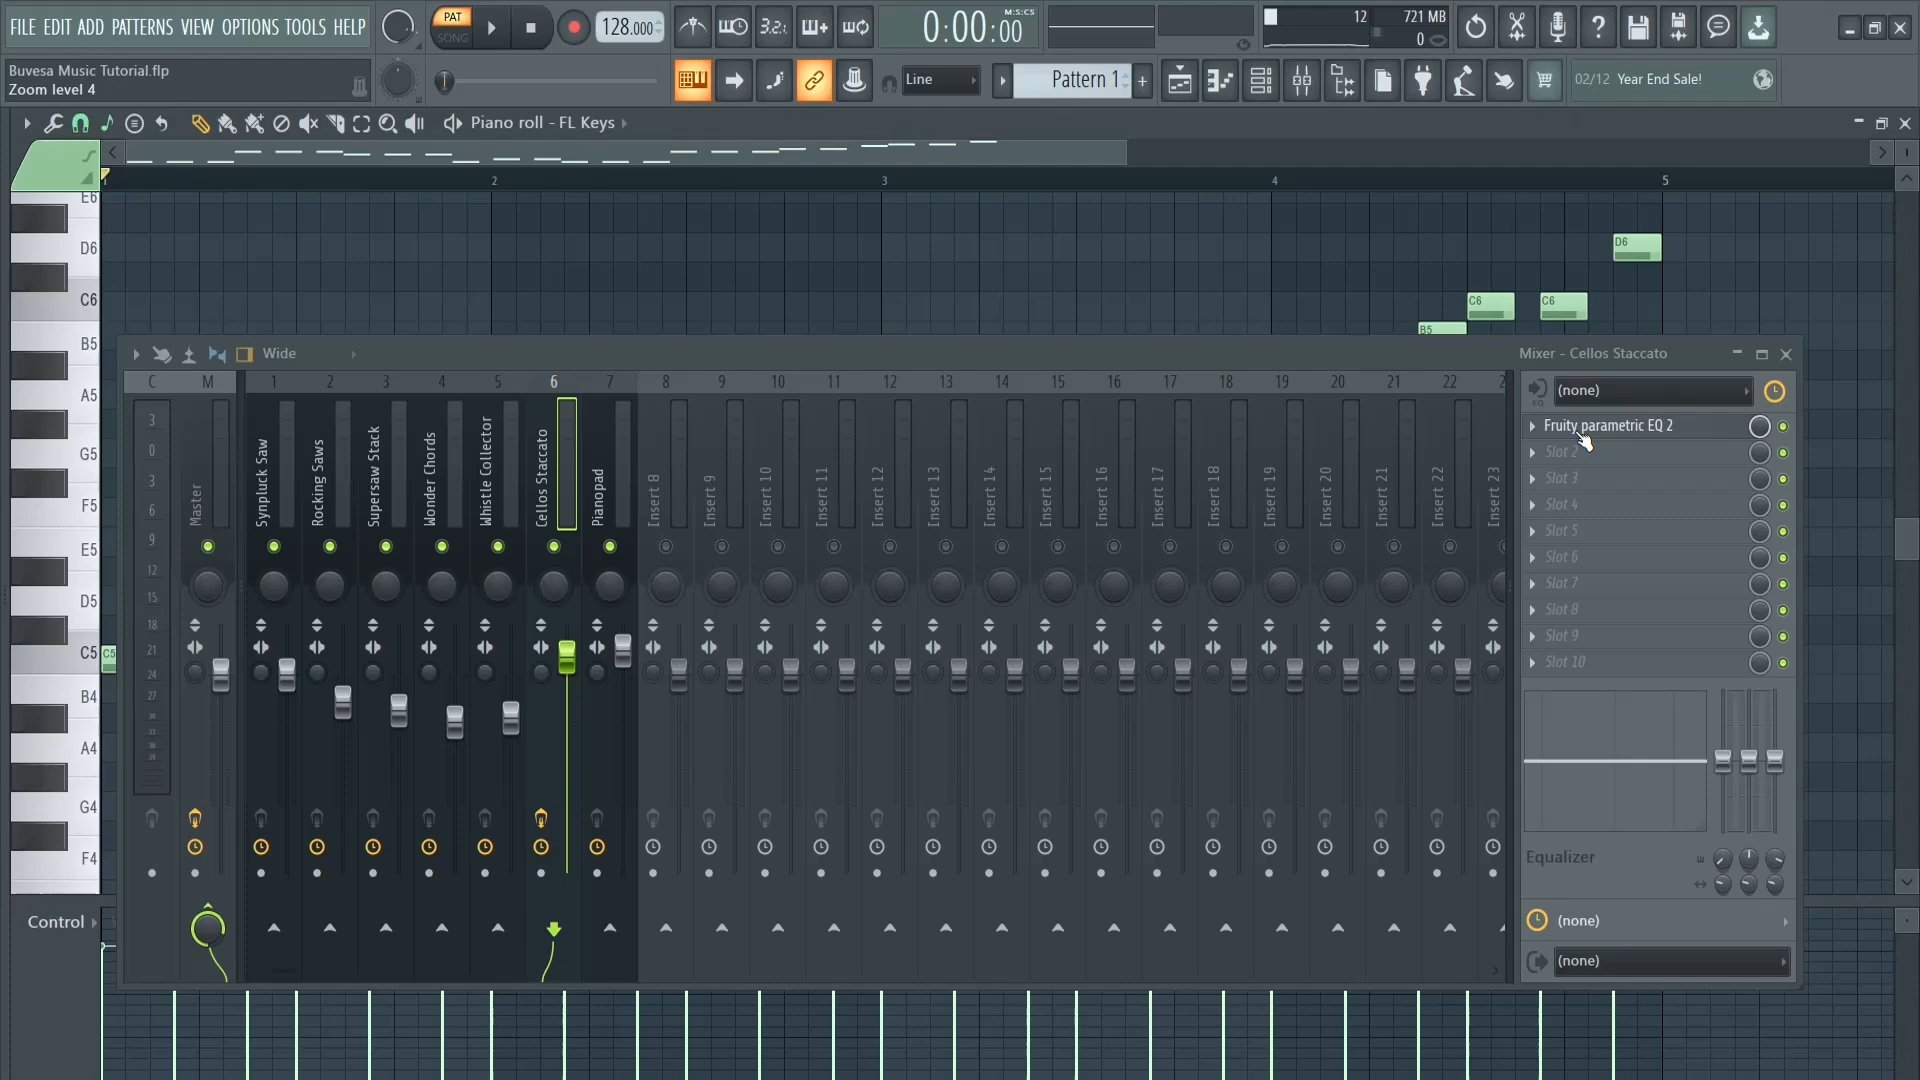 FILE EDIT ADD PATTERNS VIEW OPTIONS TOOLS HELP
PAT
SONG
128.000
3.2.
0:00:00
M:S:CS
12
721 MB
0
Buvesa Music Tutorial.flp
Zoom level 4
Line
Pattern 1
+
02/12 Year End Sale!
Piano roll - FL Keys
1
2
3
4
5
E6
D6
C6
B5
A5
G5
F5
E5
D5
C5
B4
A4
G4
F4
D6
C6
C6
B5
C5
Wide
Mixer - Cellos Staccato
C
M
1
2
3
4
5
6
7
8
9
10
11
12
13
14
15
16
17
18
19
20
21
22
2
3
0
3
6
9
12
15
18
21
24
27
Master
Synpluck Saw
Rocking Saws
Supersaw Stack
Wonder Chords
Whistle Collector
Cellos Staccato
Pianopad
Insert 8
Insert 9
Insert 10
Insert 11
Insert 12
Insert 13
Insert 14
Insert 15
Insert 16
Insert 17
Insert 18
Insert 19
Insert 20
Insert 21
Insert 22
Insert 23
(none)
Fruity parametric EQ 2
Slot 2
Slot 3
Slot 4
Slot 5
Slot 6
Slot 7
Slot 8
Slot 9
Slot 10
Equalizer
(none)
(none)
Control